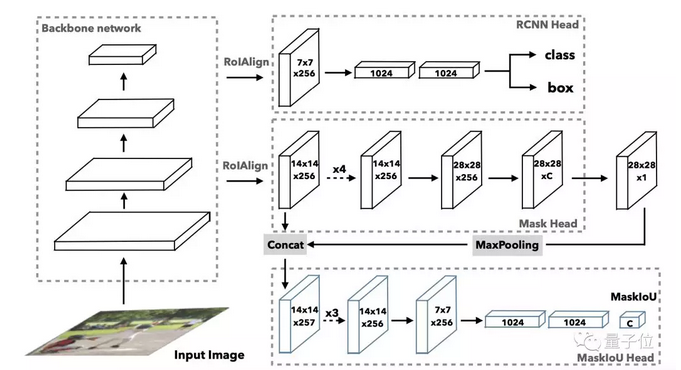 Backbone network
RCNN Head
RoIAlign
7x7
x256
1024
1024
class
box
RoIAlign
14x14
x256
x4
14x14
x256
28x28
x256
28x28
xC
28x28
x1
Mask Head
Concat
MaxPooling
Input Image
14x14
x257
x3
14x14
x256
7x7
x256
1024
1024
C
MaskIoU
量子位
MaskIoU Head